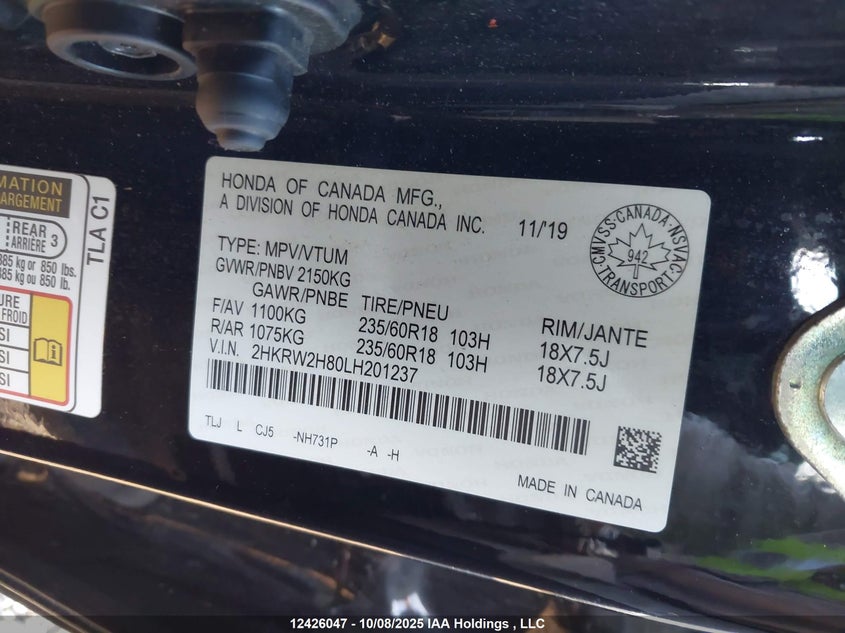 MATION
ARGEMENT
REAR 3
ARRIÈRE
385 kg or 850 lbs.
385 kg ou 850 lb.
URE
FROID
SI
SI
SI
TLA C1
HONDA OF CANADA MFG.,
A DIVISION OF HONDA CANADA INC. 11/'19
TYPE: MPV/VTUM
GVWR/PNBV 2150KG
GAWR/PNBE TIRE/PNEU RIM/JANTE
F/AV 1100KG 235/60R18 103H 18X7.5J
R/AR 1075KG 235/60R18 103H 18X7.5J
V.I.N. 2HKRW2H80LH201237
TLJ L CJ5 -NH731P -A -H
MADE IN CANADA
CMVSS·CANADA·NSVAC
942
TRANSPORT
12426047 - 10/08/2025 IAA Holdings , LLC